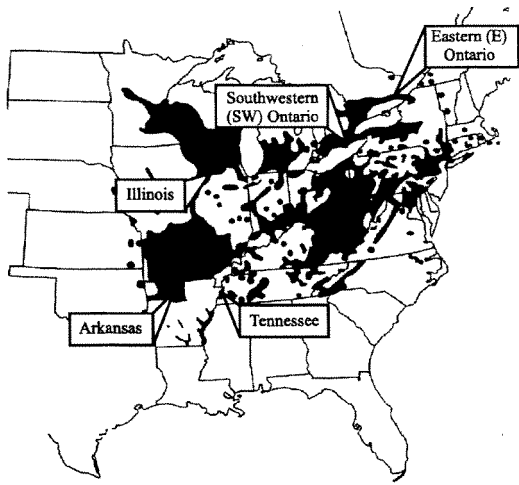 Eastern (E)
Ontario
Southwestern
(SW) Ontario
Illinois
Arkansas
Tennessee